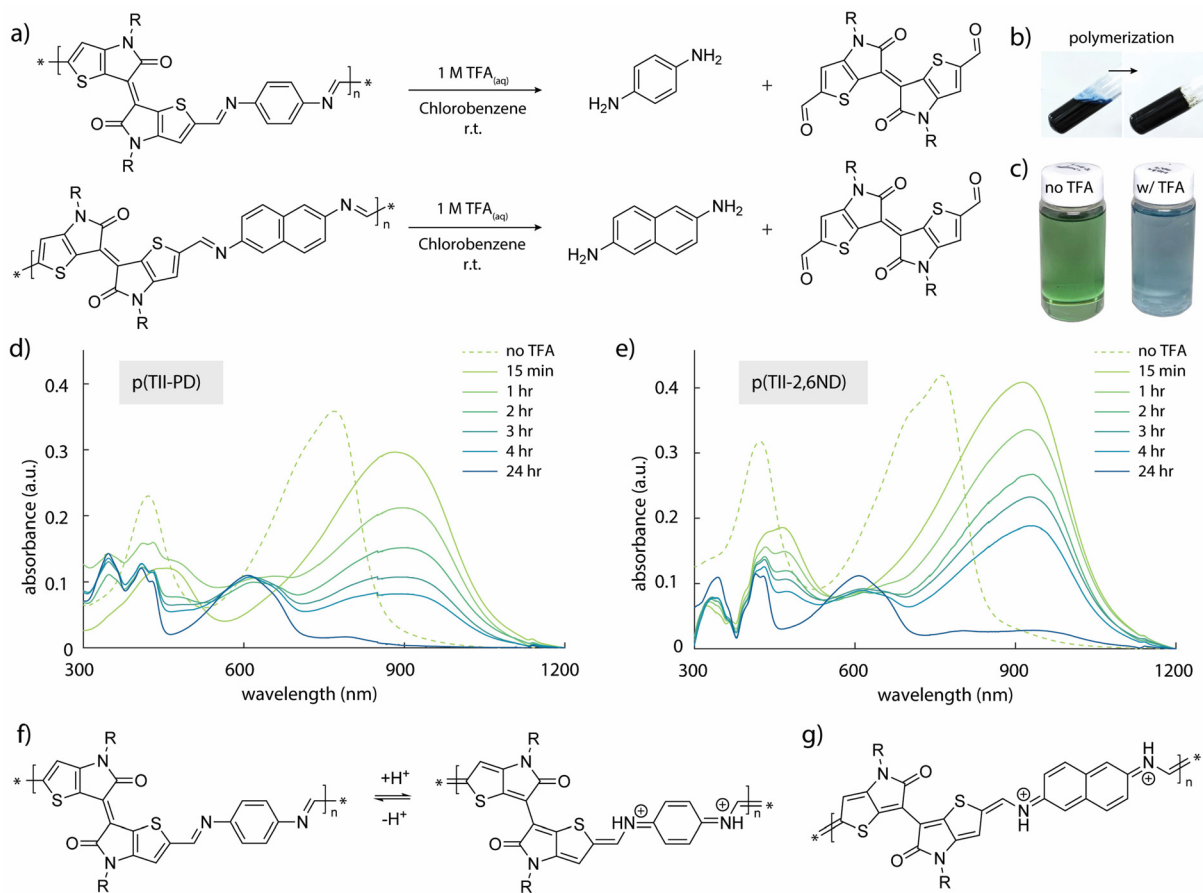 a)
R
N
O
S
*
[
n
1 M TFA(aq)
Chlorobenzene
r.t.
NH2
H2N
+
R
N
O
O
S
S
O
O
N
R
b) polymerization
R
N
O
S
S
O
N
R
N
N
n
*
1 M TFA(aq)
Chlorobenzene
r.t.
NH2
H2N
+
R
N
O
O
S
S
O
O
N
R
c)
no TFA
w/ TFA
d)
p(TII-PD)
no TFA
15 min
1 hr
2 hr
3 hr
4 hr
24 hr
absorbance (a.u.)
0.4
0.3
0.2
0.1
0
300
600
900
1200
wavelength (nm)
e)
p(TII-2,6ND)
no TFA
15 min
1 hr
2 hr
3 hr
4 hr
24 hr
absorbance (a.u.)
0.4
0.3
0.2
0.1
0
300
600
900
1200
wavelength (nm)
f)
R
N
O
S
S
O
N
R
N
N
n
*
+H+
-H+
R
N
O
S
S
O
N
R
NH
+
+
NH
n
*
g)
R
N
O
S
S
O
N
R
N
H
+
H
N
+
n
*